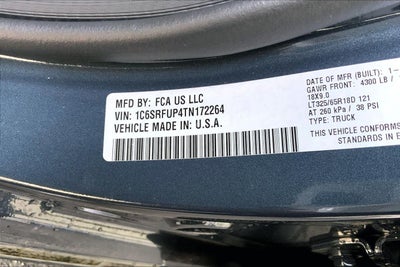 MFD BY: FCA US LLC
VIN: 1C6SRFUP4TN172264
VEHICLE MADE IN: U.S.A.
DATE OF MFR (BUILT): 1-
GAWR FRONT: 4300 LB /
18X9.0
LT325/65R18D 121
AT 260 kPa / 38 PSI
TYPE: TRUCK
THIS VEHICLE CONFORMS
STANDARDS IN E